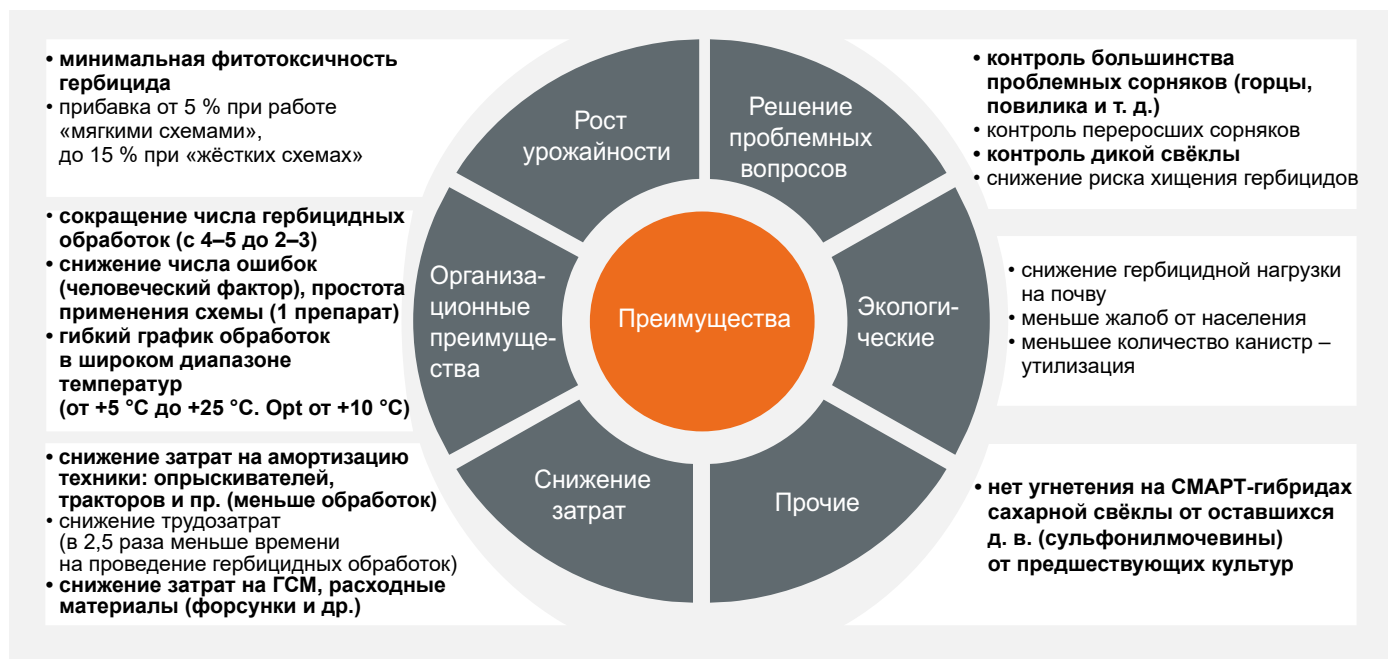 • минимальная фитотоксичность
гербицида
• прибавка от 5 % при работе
«мягкими схемами»,
до 15 % при «жёстких схемах»
Рост
урожайности
Решение
проблемных
вопросов
• контроль большинства
проблемных сорняков (горцы,
повилика и т. д.)
• контроль переросших сорняков
• контроль дикой свёклы
• снижение риска хищения гербицидов
• сокращение числа гербицидных
обработок (с 4–5 до 2–3)
• снижение числа ошибок
(человеческий фактор), простота
применения схемы (1 препарат)
• гибкий график обработок
в широком диапазоне
температур
(от +5 °C до +25 °C. Opt от +10 °C)
Организа-
ционные
преимуще-
ства
Преимущества
Экологи-
ческие
• снижение гербицидной нагрузки
на почву
• меньше жалоб от населения
• меньшее количество канистр –
утилизация
• снижение затрат на амортизацию
техники: опрыскивателей,
тракторов и пр. (меньше обработок)
• снижение трудозатрат
(в 2,5 раза меньше времени
на проведение гербицидных обработок)
• снижение затрат на ГСМ, расходные
материалы (форсунки и др.)
Снижение
затрат
Прочие
• нет угнетения на СМАРТ-гибридах
сахарной свёклы от оставшихся
д. в. (сульфонилмочевины)
от предшествующих культур